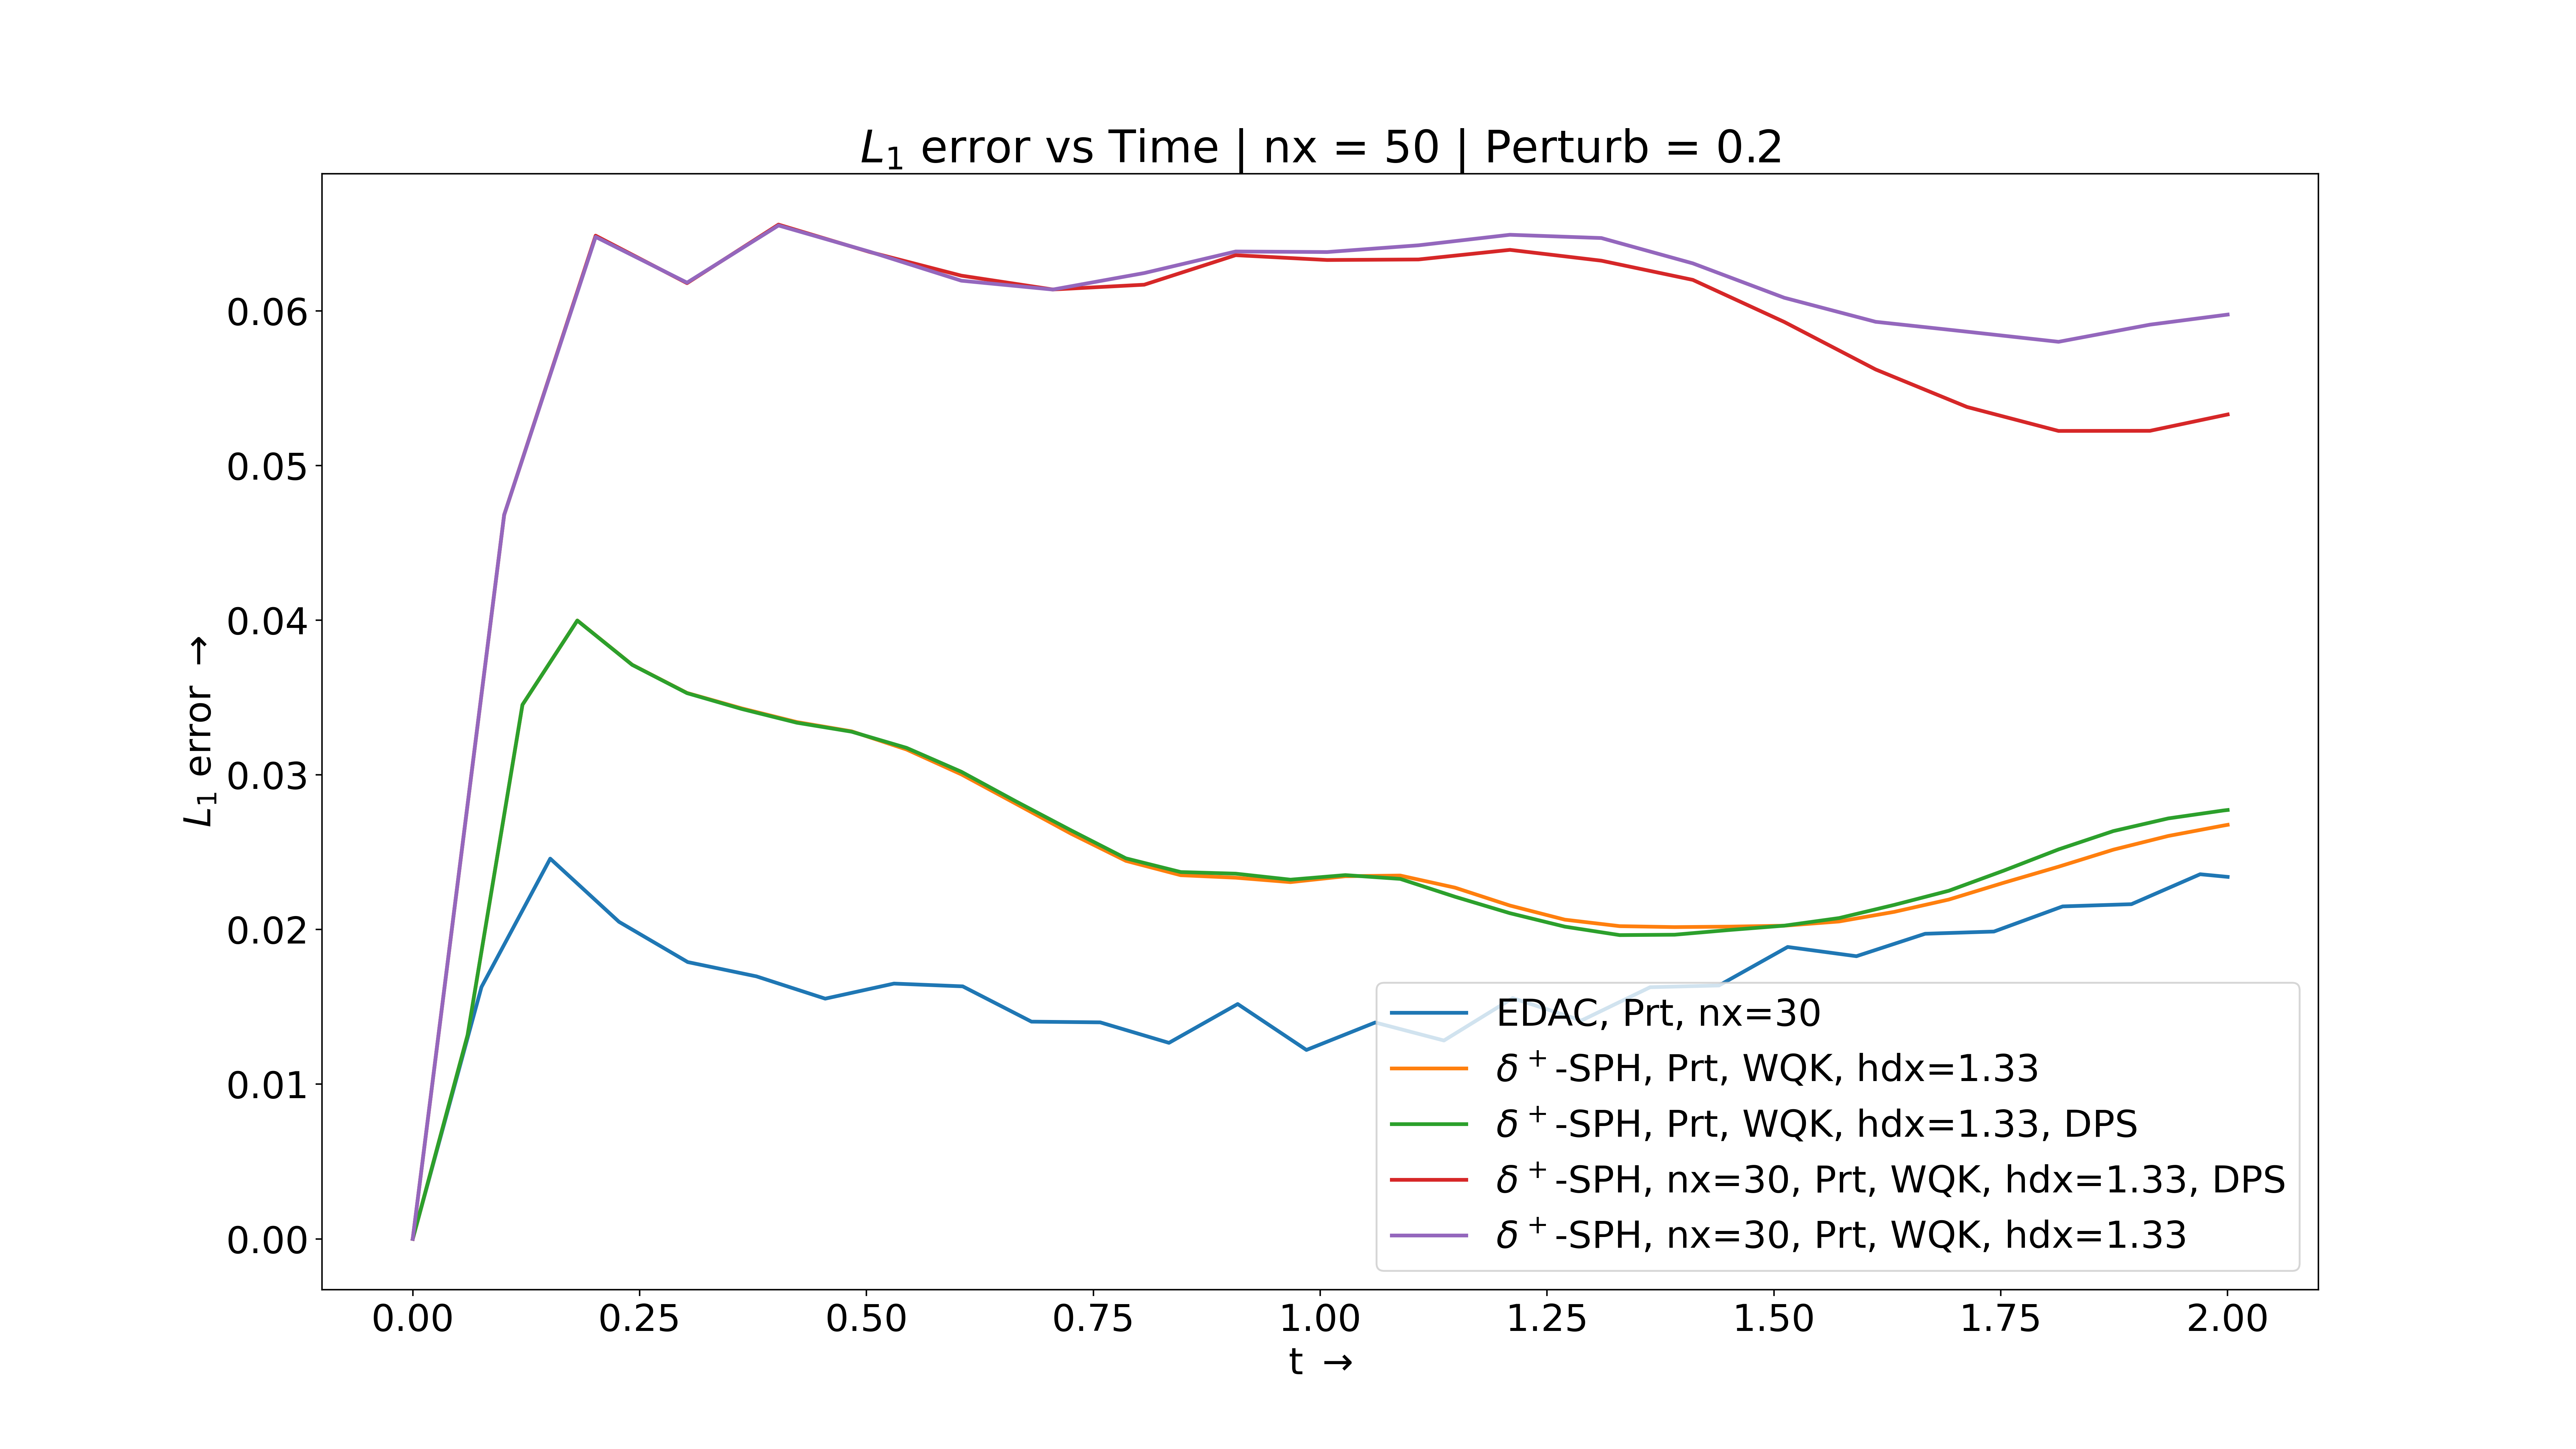 L₁ error vs Time | nx = 50 | Perturb = 0.2
L₁ error →
0.06
0.05
0.04
0.03
0.02
0.01
0.00
EDAC, Prt, nx=30
δ⁺-SPH, Prt, WQK, hdx=1.33
δ⁺-SPH, Prt, WQK, hdx=1.33, DPS
δ⁺-SPH, nx=30, Prt, WQK, hdx=1.33, DPS
δ⁺-SPH, nx=30, Prt, WQK, hdx=1.33
0.00 0.25 0.50 0.75 1.00 1.25 1.50 1.75 2.00
t →